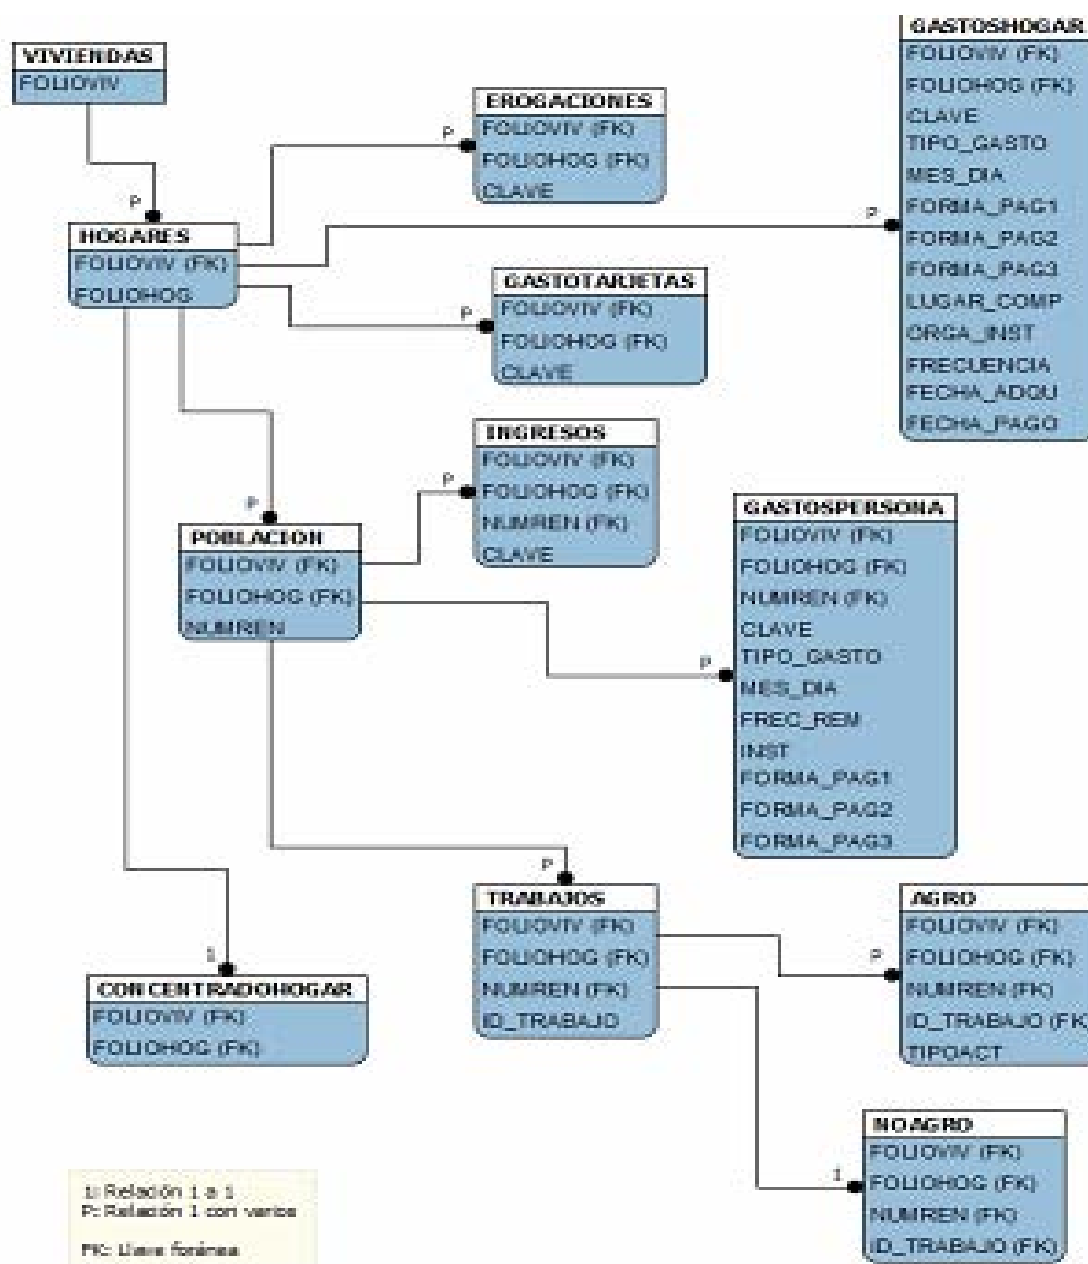 VIVIENDAS
FOLIOVIV
P
HOGARES
FOLIOVIV (FK)
FOLIOHOG
P
EROGACIONES
FOLIOVIV (FK)
FOLIOHOG (FK)
CLAVE
P
GASTOSHOGAR
FOLIOVIV (FK)
FOLIOHOG (FK)
CLAVE
TIPO_GASTO
MES_DIA
FORMA_PAG1
FORMA_PAG2
FORMA_PAG3
LUGAR_COMP
ORGA_INST
FRECUENCIA
FECHA_ADQU
FECHA_PAGO
P
GASTOTARJETAS
FOLIOVIV (FK)
FOLIOHOG (FK)
CLAVE
P
POBLACION
FOLIOVIV (FK)
FOLIOHOG (FK)
NUMREN
P
INGRESOS
FOLIOVIV (FK)
FOLIOHOG (FK)
NUMREN (FK)
CLAVE
P
GASTOSPERSONA
FOLIOVIV (FK)
FOLIOHOG (FK)
NUMREN (FK)
CLAVE
TIPO_GASTO
MES_DIA
FREC_REM
INST
FORMA_PAG1
FORMA_PAG2
FORMA_PAG3
P
TRABAJOS
FOLIOVIV (FK)
FOLIOHOG (FK)
NUMREN (FK)
ID_TRABAJO
1
CONCENTRADOHOGAR
FOLIOVIV (FK)
FOLIOHOG (FK)
P
AGRO
FOLIOVIV (FK)
FOLIOHOG (FK)
NUMREN (FK)
ID_TRABAJO (FK
TIPOACT
1
NOAGRO
FOLIOVIV (FK)
FOLIOHOG (FK)
NUMREN (FK)
ID_TRABAJO (FK)
1: Relación 1 a 1
P: Relación 1 con varios
FK: Llave foránea